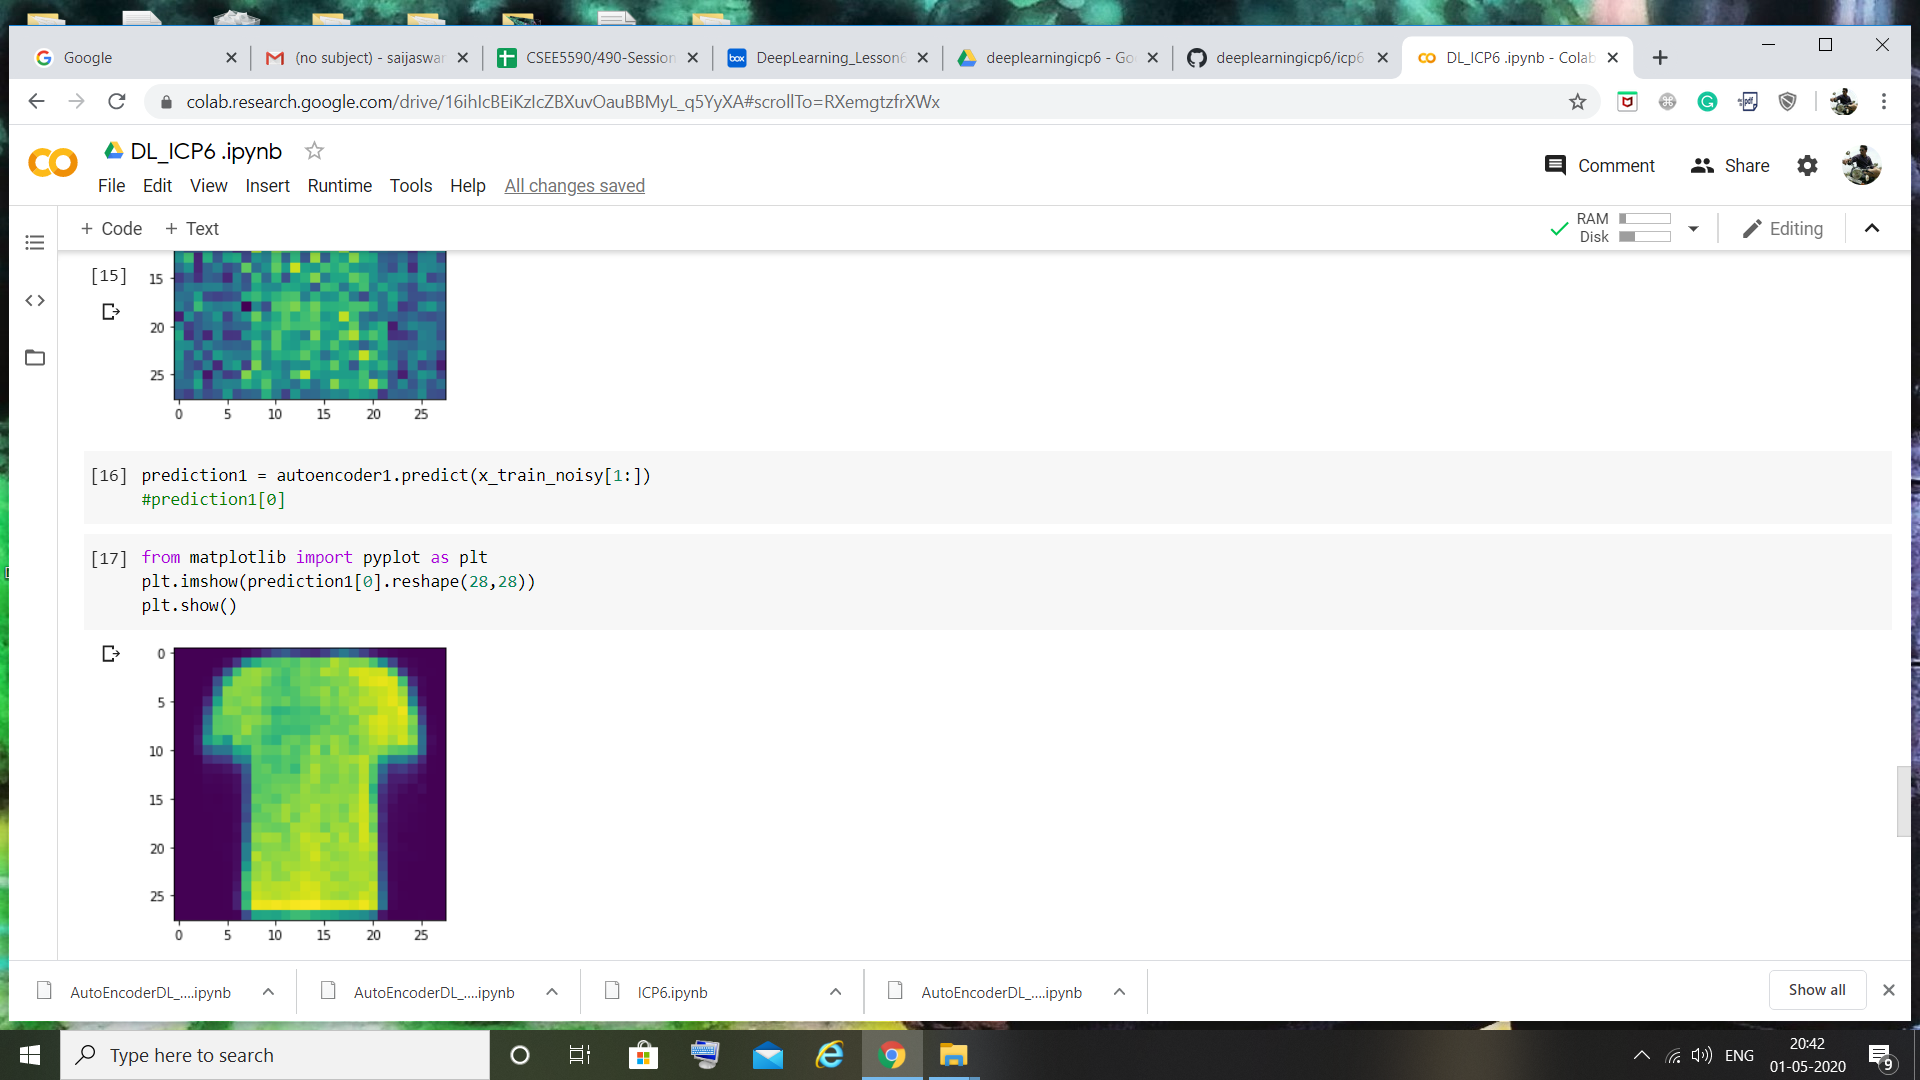 Google
(no subject) - saijaswar
CSEE5590/490-Session
box
DeepLearning_Lesson6
deeplearningicp6 - Goo
deeplearningicp6/icp6
DL_ICP6 .ipynb - Colab
colab.research.google.com/drive/16ihIcBEiKzIcZBXuvOauBBMyL_q5YyXA#scrollTo=RXemgtzfrXWx
DL_ICP6 .ipynb
Comment
Share
File Edit View Insert Runtime Tools Help All changes saved
+ Code + Text
RAM
Disk
Editing
[15]
15
20
25
0 5 10 15 20 25
[16] prediction1 = autoencoder1.predict(x_train_noisy[1:])
#prediction1[0]
[17] from matplotlib import pyplot as plt
plt.imshow(prediction1[0].reshape(28,28))
plt.show()
0
5
10
15
20
25
0 5 10 15 20 25
AutoEncoderDL_....ipynb
AutoEncoderDL_....ipynb
ICP6.ipynb
AutoEncoderDL_....ipynb
Show all
Type here to search
ENG
20:42
01-05-2020
9